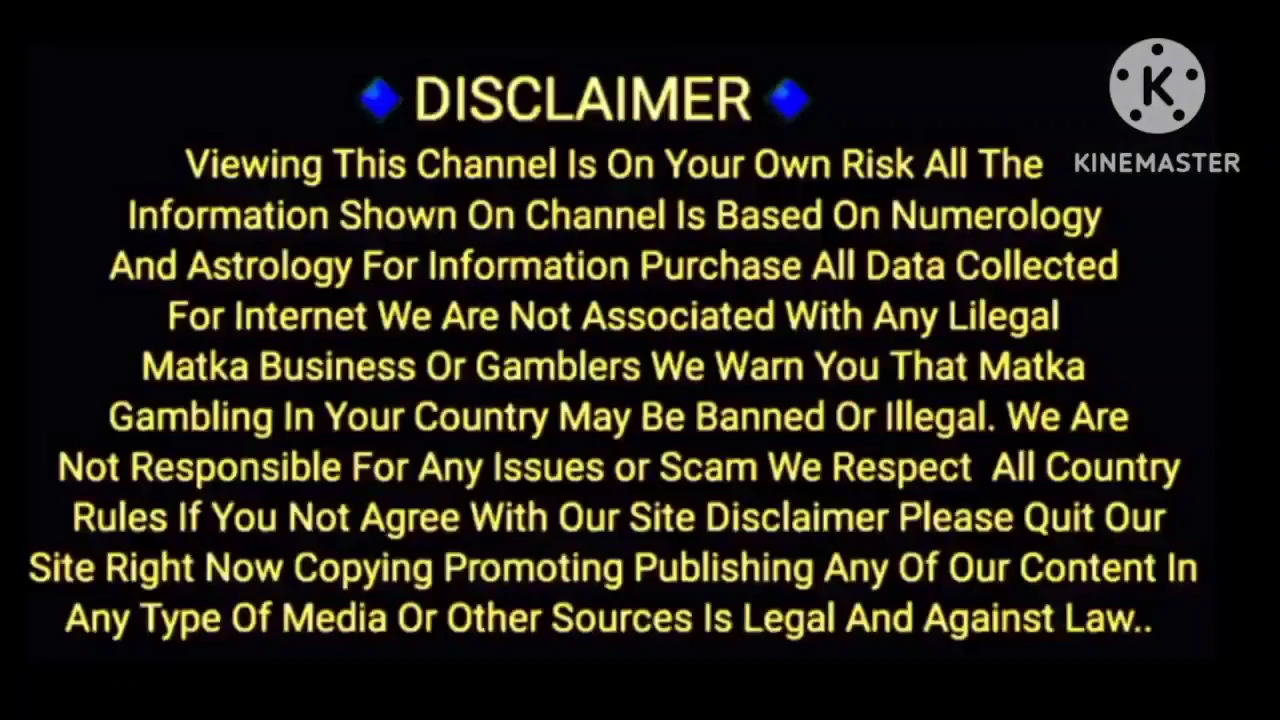 DISCLAIMER
K
KINEMASTER
Viewing This Channel Is On Your Own Risk All The
Information Shown On Channel Is Based On Numerology
And Astrology For Information Purchase All Data Collected
For Internet We Are Not Associated With Any Lilegal
Matka Business Or Gamblers We Warn You That Matka
Gambling In Your Country May Be Banned Or Illegal. We Are
Not Responsible For Any Issues or Scam We Respect  All Country
Rules If You Not Agree With Our Site Disclaimer Please Quit Our
Site Right Now Copying Promoting Publishing Any Of Our Content In
Any Type Of Media Or Other Sources Is Legal And Against Law..